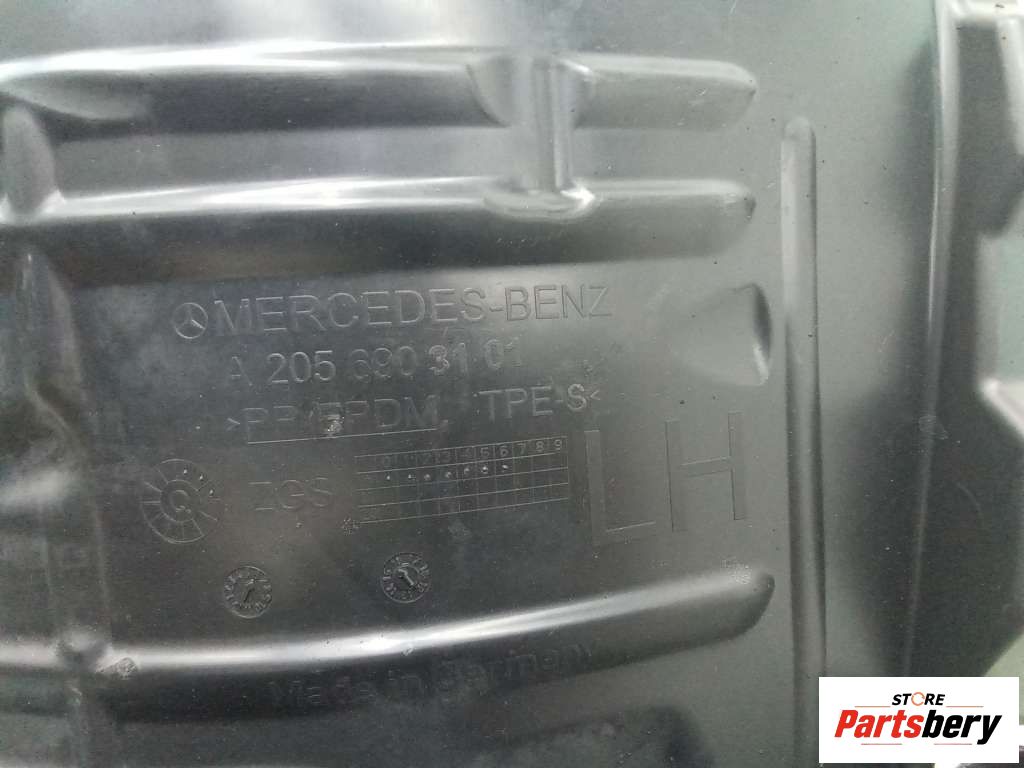 MERCEDES-BENZ
A 205 690 31 01
>PP/EPDM, TPE-S<
0 1 2 3 4 5 6 7 8 9
ZGS
LH
Made in Germany
STORE
Partsbery